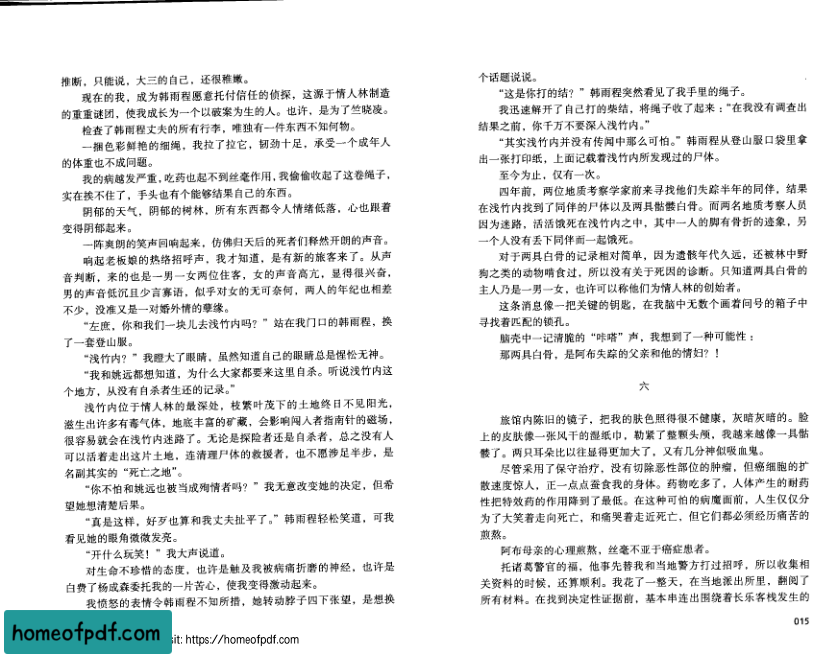 推断，只能说，大三的自己，还很稚嫩。
现在的我，成为韩雨程愿意托付信任的侦探，这源于情人林制造
的重重谜团，使我成长为一个以破案为生的人。也许，是为了竺晓凌。
检查了韩雨程丈夫的所有行李，唯独有一件东西不知何物。
一捆色彩鲜艳的细绳，我拉了拉它，韧劲十足，承受一个成年人
的体重也不成问题。
我的病越发严重，吃药也起不到丝毫作用，我偷偷收起了这卷绳子，
实在挨不住了，手头也有个能够结果自己的东西。
阴郁的天气，阴郁的树林，所有东西都令人情绪低落，心也跟着
变得阴郁起来。
一阵爽朗的笑声回响起来，仿佛归天后的死者们释然开朗的声音。
响起老板娘的热络招呼声，我才知道，是有新的旅客来了。从声
音判断，来的也是一男一女两位住客，女的声音高亢，显得很兴奋，
男的声音低沉且少言寡语，似乎对女的无可奈何，两人的年纪也相差
不少，没准又是一对婚外情的孽缘。
“左庶，你和我们一块儿去浅竹内吗？”站在我门口的韩雨程，换
了一套登山服。
“浅竹内？”我瞪大了眼睛，虽然知道自己的眼睛总是惺忪无神。
“我和姚远都想知道，为什么大家都要来这里自杀。听说浅竹内这
个地方，从没有自杀者生还的记录。”
浅竹内位于情人林的最深处，枝繁叶茂下的土地终日不见阳光，
滋生出许多有毒气体，地底丰富的矿藏，会影响闯入者指南针的磁场，
很容易就会在浅竹内迷路了。无论是探险者还是自杀者，总之没有人
可以活着走出这片土地，连清理尸体的救援者，也不愿涉足半步，是
名副其实的“死亡之地”。
“你不怕和姚远也被当成殉情者吗？”我无意改变她的决定，但希
望她想清楚后果。
“真是这样，好歹也算和我丈夫扯平了。”韩雨程轻松笑道，可我
看见她的眼角微微发亮。
“开什么玩笑！”我大声说道。
对生命不珍惜的态度，也许是触及我被病痛折磨的神经，也许是
白费了杨成森委托我的一片苦心，使我变得激动起来。
我愤怒的表情令韩雨程不知所措，她转动脖子四下张望，是想换
个话题说说。
“这是你打的结？”韩雨程突然看见了我手里的绳子。
我迅速解开了自己打的柴结，将绳子收了起来：“在我没有调查出
结果之前，你千万不要深入浅竹内。”
“其实浅竹内并没有传闻中那么可怕。”韩雨程从登山服口袋里拿
出一张打印纸，上面记载着浅竹内所发现过的尸体。
至今为止，仅有一次。
四年前，两位地质考察学家前来寻找他们失踪半年的同伴，结果
在浅竹内找到了同伴的尸体以及两具骷髅白骨。而两名地质考察人员
因为迷路，活活饿死在浅竹内之中，其中一人的脚有骨折的迹象，另
一个人没有丢下同伴而一起饿死。
对于两具白骨的记录相对简单，因为遗骸年代久远，还被林中野
狗之类的动物啃食过，所以没有关于死因的诊断。只知道两具白骨的
主人乃是一男一女，也许可以称他们为情人林的创始者。
这条消息像一把关键的钥匙，在我脑中无数个画着问号的箱子中
寻找着匹配的锁孔。
脑壳中一记清脆的“咔嗒”声，我想到了一种可能性：
那两具白骨，是阿布失踪的父亲和他的情妇？！
六
旅馆内陈旧的镜子，把我的肤色照得很不健康，灰暗灰暗的。脸
上的皮肤像一张风干的湿纸巾，勒紧了整颗头颅，我越来越像一具骷
髅了。两只耳朵比以往显得更加大了，又有几分神似吸血鬼。
尽管采用了保守治疗，没有切除恶性部位的肿瘤，但癌细胞的扩
散速度惊人，正一点点蚕食我的身体。药物吃多了，人体产生的耐药
性把特效药的作用降到了最低。在这种可怕的病魔面前，人生仅仅分
为了大笑着走向死亡，和痛哭着走近死亡，但它们都必须经历痛苦的
煎熬。
阿布母亲的心理煎熬，丝毫不亚于癌症患者。
托诸葛警官的福，他事先替我和当地警方打过招呼，所以收集相
关资料的时候，还算顺利。我花了一整天，在当地派出所里，翻阅了
所有材料。在找到决定性证据前，基本串连出围绕着长乐客栈发生的
015
homeofpdf.com
sit: https://homeofpdf.com